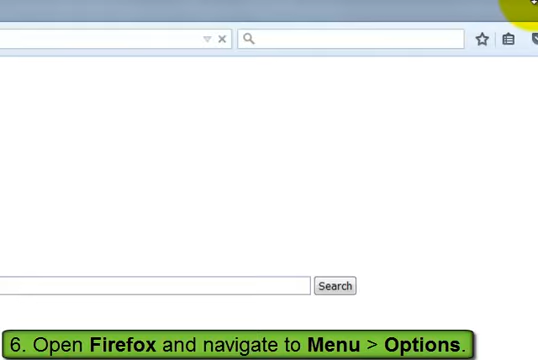 Search
6. Open Firefox and navigate to Menu > Options.